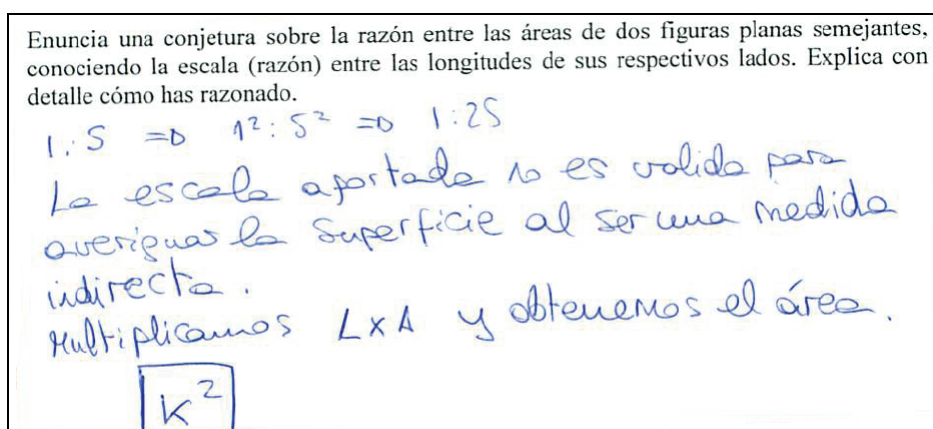 Enuncia una conjetura sobre la razón entre las áreas de dos figuras planas semejantes,
conociendo la escala (razón) entre las longitudes de sus respectivos lados. Explica con
detalle cómo has razonado.
1:5 => 1²:5² => 1:25
La escala aportada no es valida para
averiguar la superficie al ser una medida
indirecta.
Multiplicamos L x A y obtenemos el área.
K²